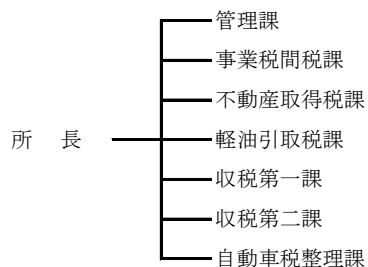 所　長
管理課
事業税間税課
不動産取得税課
軽油引取税課
収税第一課
収税第二課
自動車税整理課